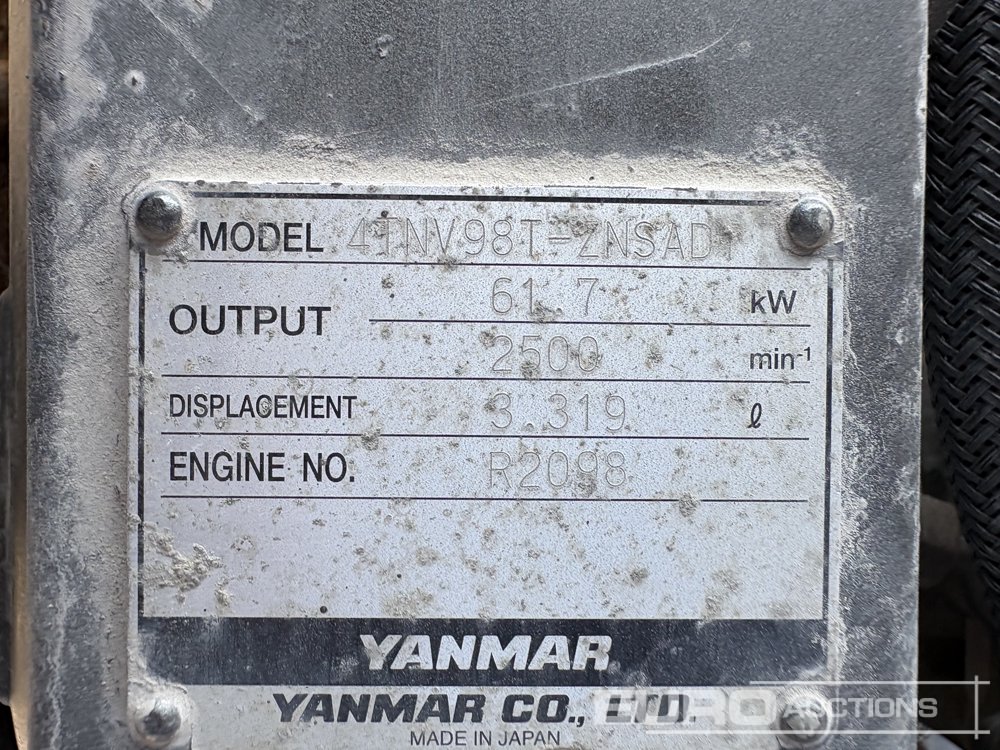 MODEL 4TNV98T-ZNSAD1
OUTPUT 61.7 kW
2500 min-1
DISPLACEMENT 3.319 ℓ
ENGINE NO. R2098
YANMAR
YANMAR CO., LTD.
MADE IN JAPAN
EURO AUCTIONS